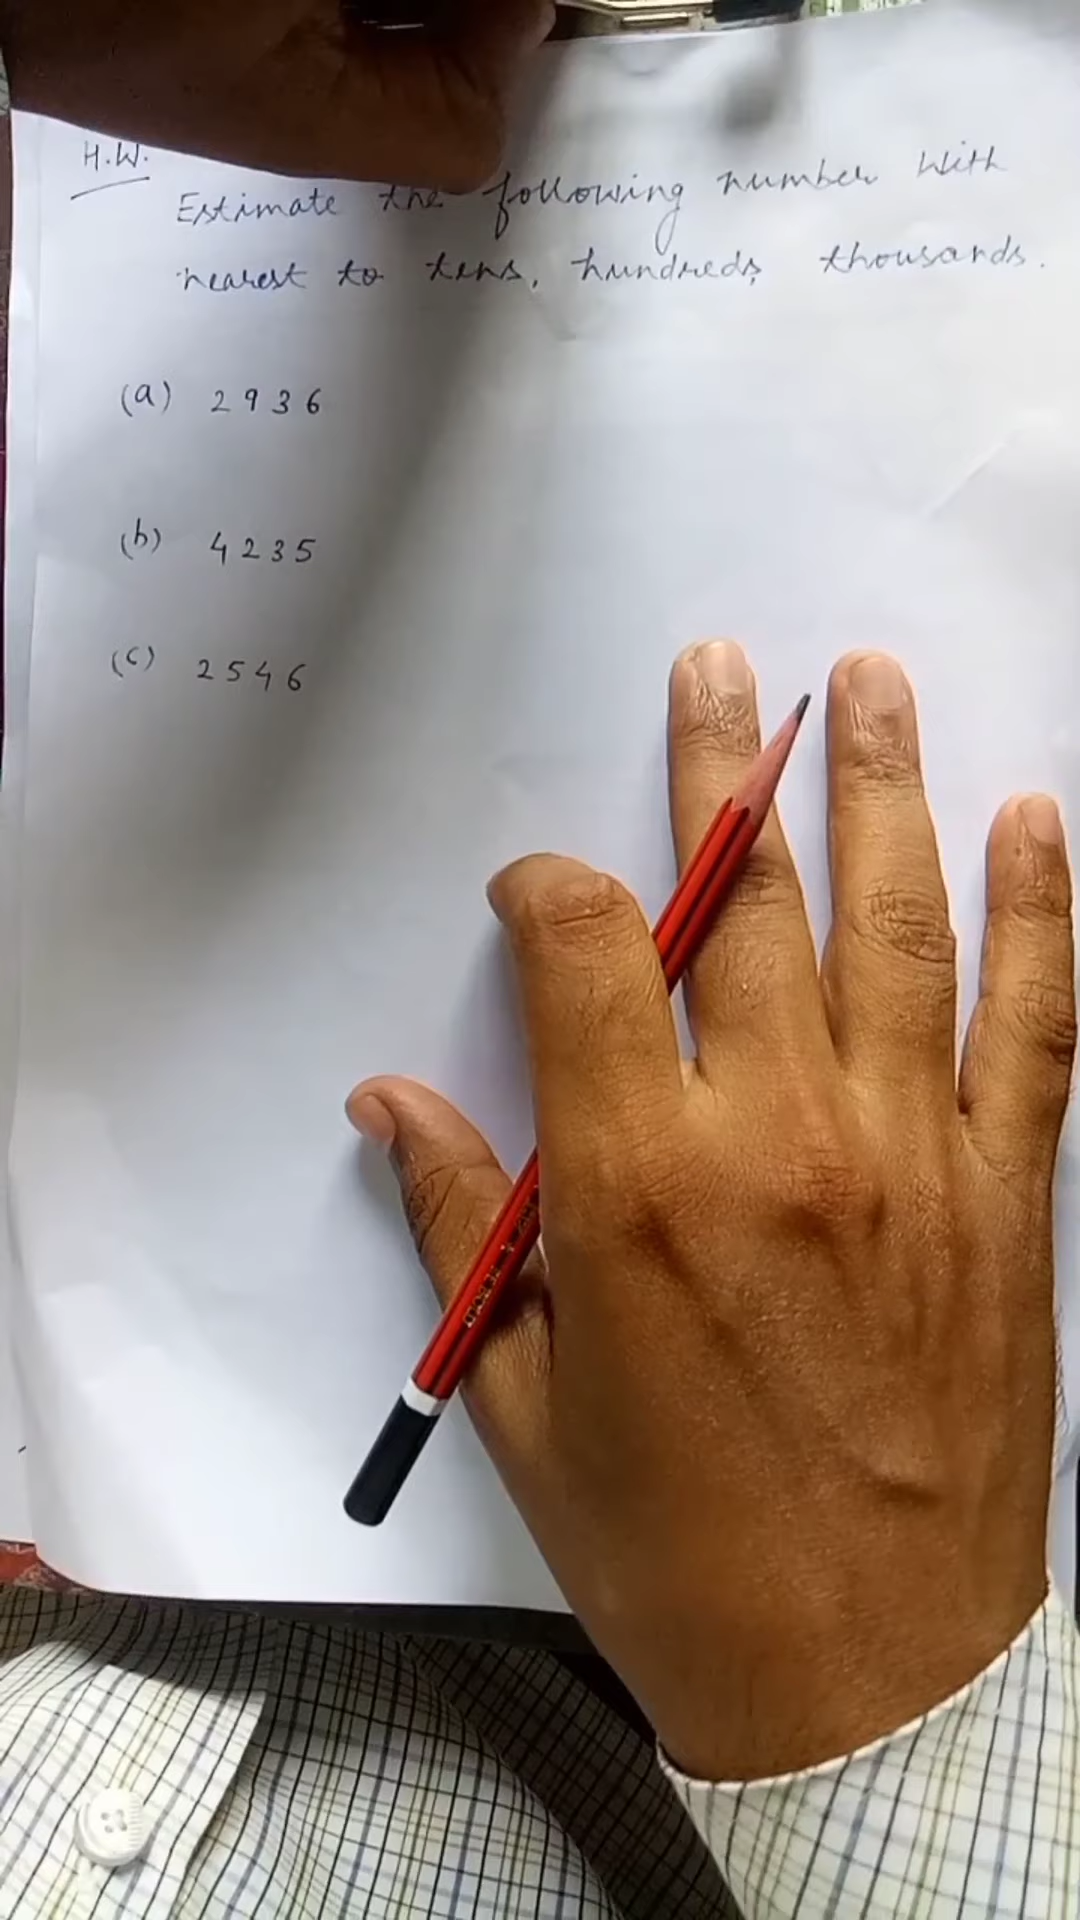 H.W.
Estimate the following number with
nearest to tens, hundreds, thousands.
(a) 2936
(b) 4235
(c) 2546